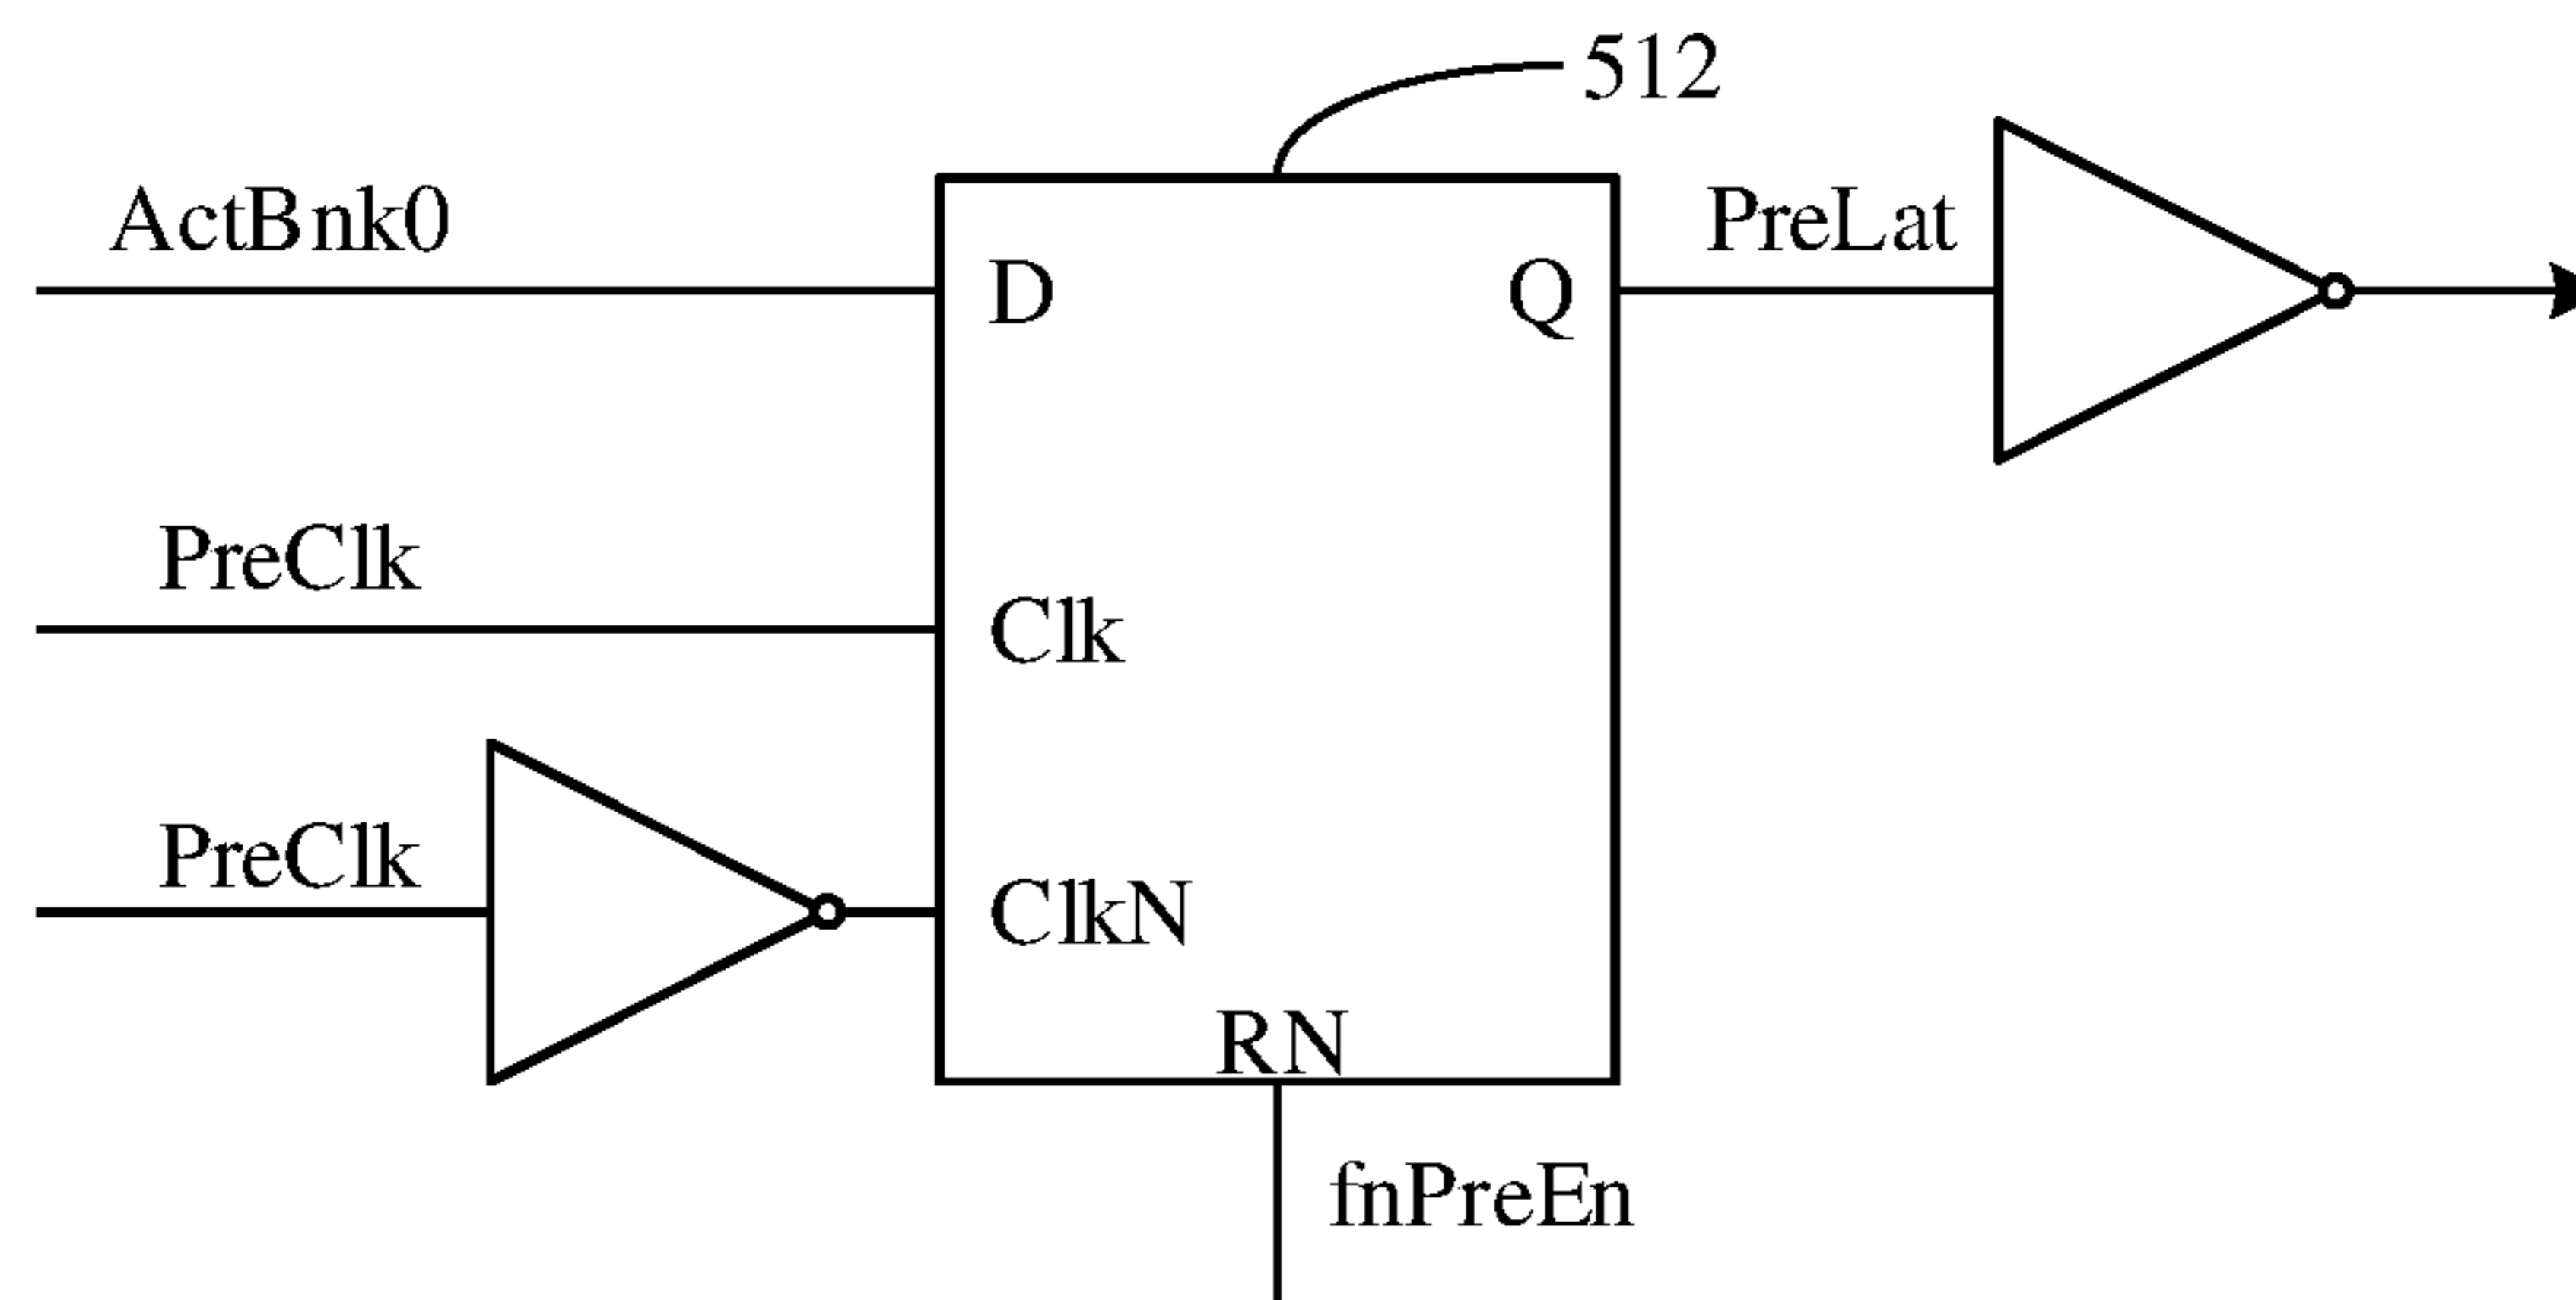 512
ActBnk0
PreLat
D
Q
PreClk
Clk
PreClk
ClkN
RN
fnPreEn